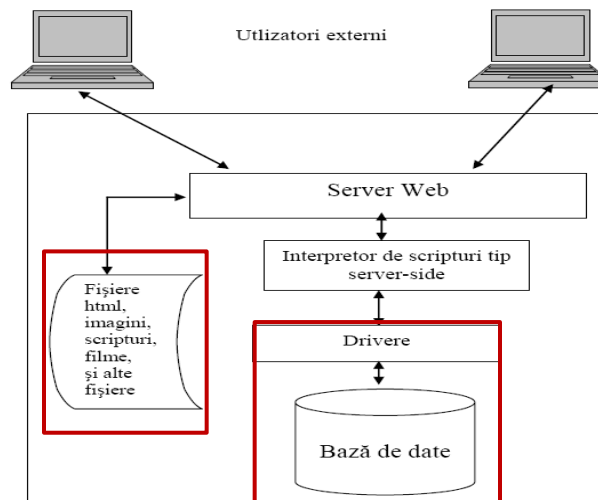 Utlizatori externi
Server Web
Interpretor de scripturi tip
server-side
Fişiere
html,
imagini,
scripturi,
filme,
şi alte
fişiere
Drivere
Bază de date